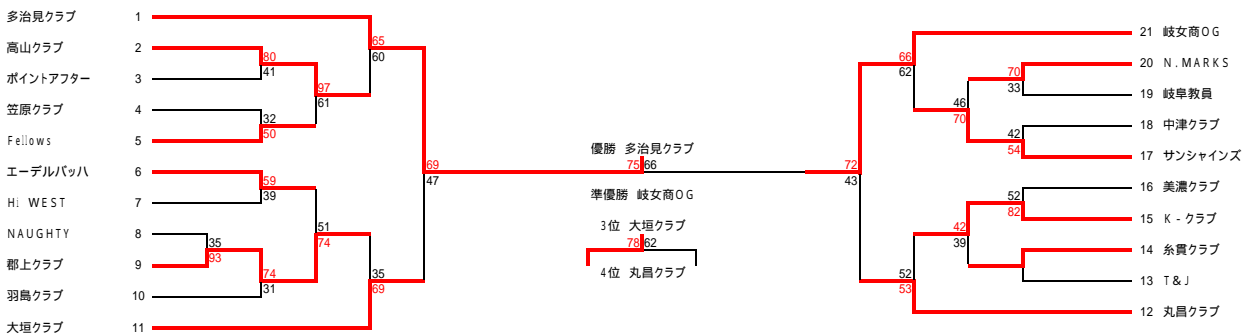 多治見クラブ 1
高山クラブ 2
ポイントアフター 3
笠原クラブ 4
Fellows 5
エーデルバッハ 6
Hi WEST 7
NAUGHTY 8
郡上クラブ 9
羽島クラブ 10
大垣クラブ 11
65
60
80
41
97
61
32
50
59
39
51
74
35
93
74
31
35
69
69
47
優勝 多治見クラブ
75 66
準優勝 岐女商OG
3位 大垣クラブ
78 62
4位 丸昌クラブ
72
43
66
62
46
70
70
33
42
54
52
82
42
39
52
53
21 岐女商OG
20 N.MARKS
19 岐阜教員
18 中津クラブ
17 サンシャインズ
16 美濃クラブ
15 K-クラブ
14 糸貫クラブ
13 T&J
12 丸昌クラブ